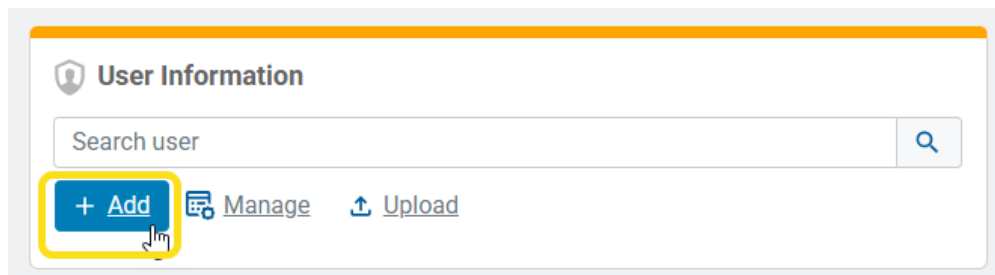 User Information
Search user
+ Add Manage Upload